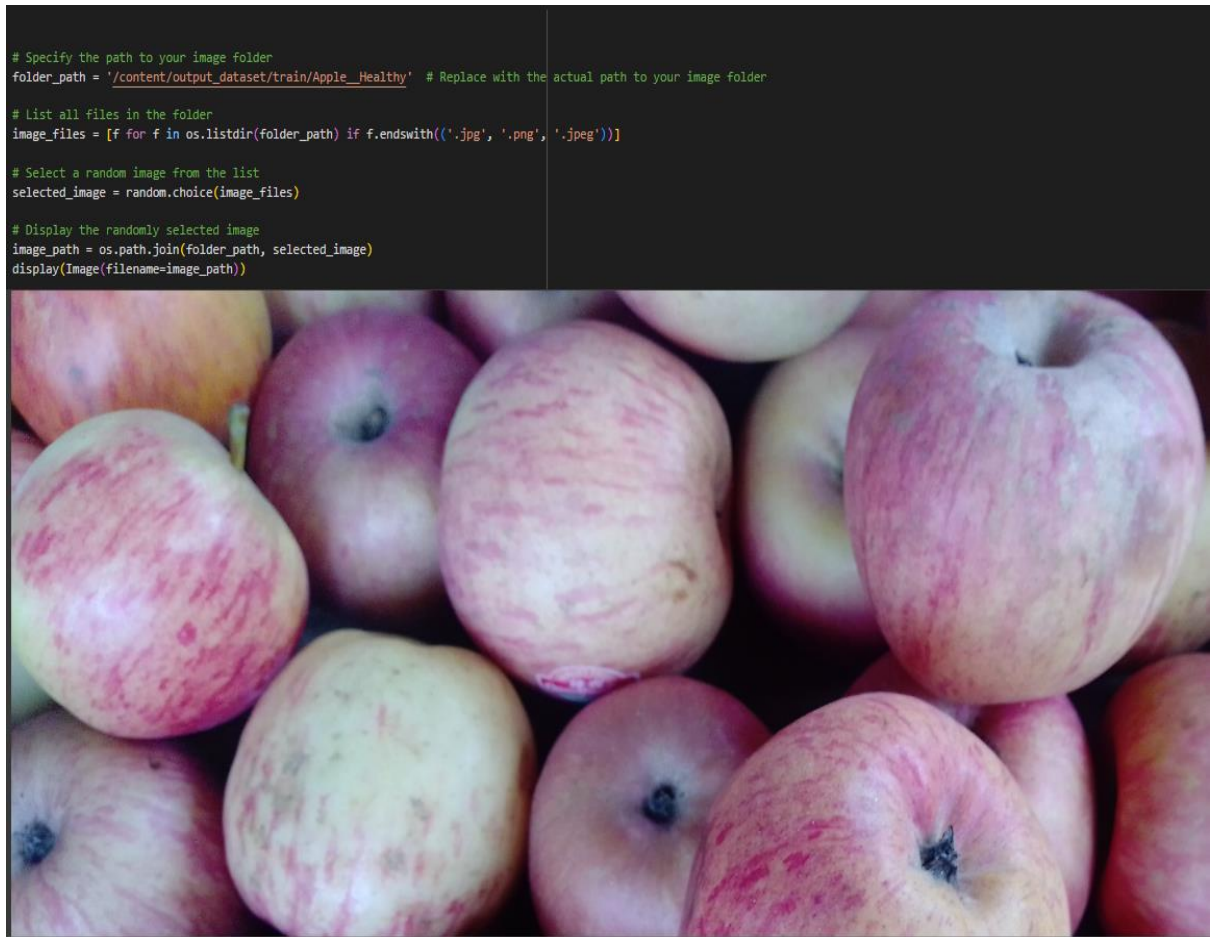 # Specify the path to your image folder
folder_path = '/content/output_dataset/train/Apple__Healthy'  # Replace with the actual path to your image folder
# List all files in the folder
image_files = [f for f in os.listdir(folder_path) if f.endswith(('.jpg', '.png', '.jpeg'))]
# Select a random image from the list
selected_image = random.choice(image_files)
# Display the randomly selected image
image_path = os.path.join(folder_path, selected_image)
display(Image(filename=image_path))